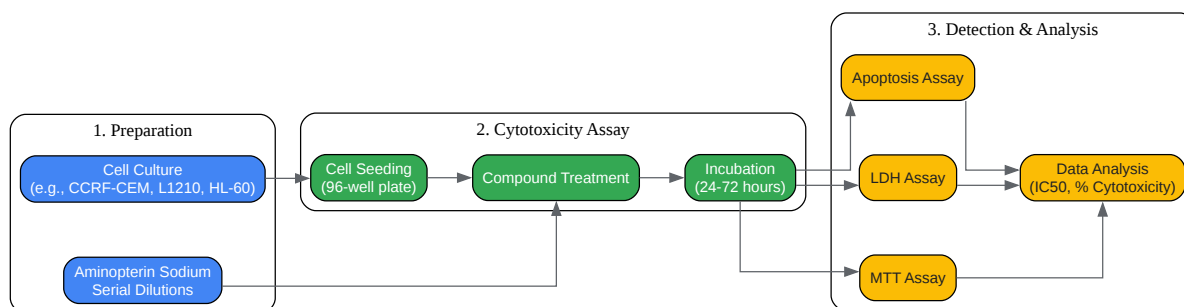 1. Preparation
Cell Culture
(e.g., CCRF-CEM, L1210, HL-60)
Aminopterin Sodium
Serial Dilutions
2. Cytotoxicity Assay
Cell Seeding
(96-well plate)
Compound Treatment
Incubation
(24-72 hours)
3. Detection & Analysis
Apoptosis Assay
LDH Assay
MTT Assay
Data Analysis
(IC50, % Cytotoxicity)